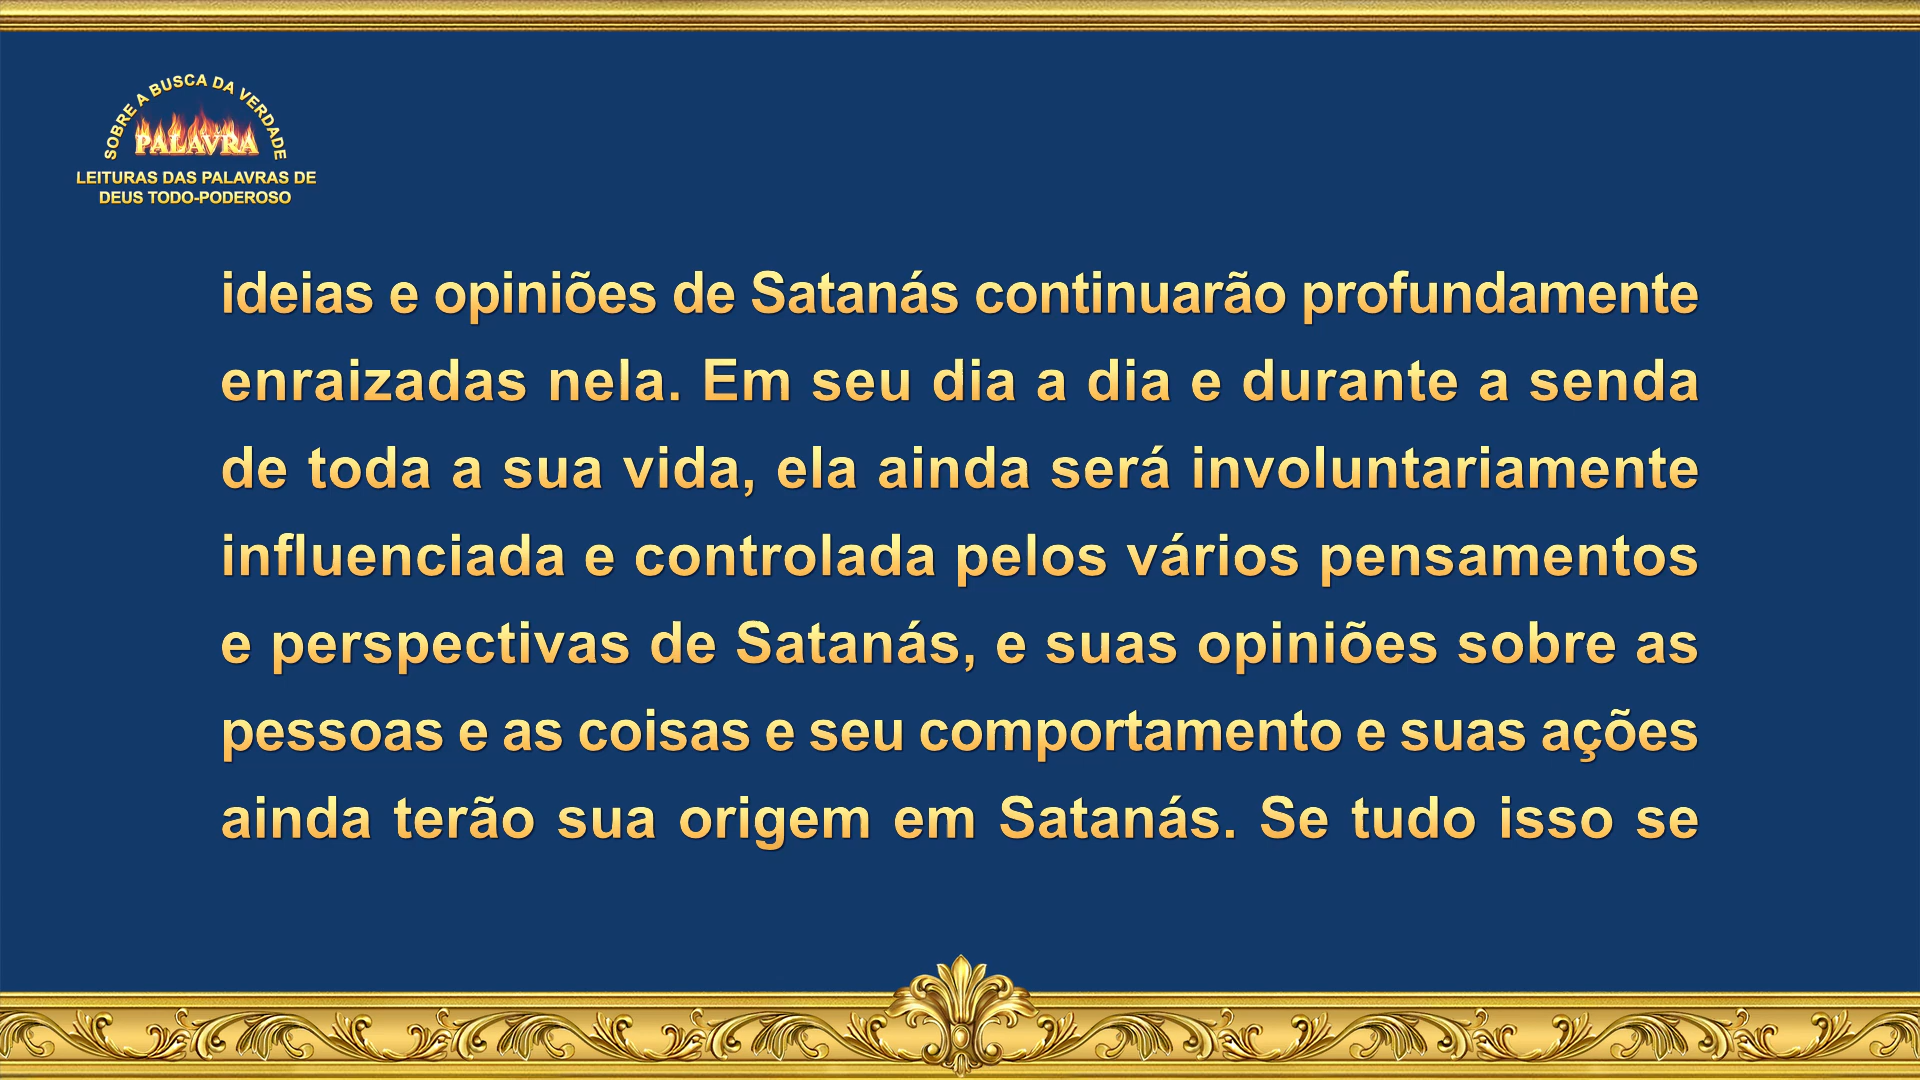 SOBRE A BUSCA DA VERDADE
PALAVRA
LEITURAS DAS PALAVRAS DE
DEUS TODO-PODEROSO
ideias e opiniões de Satanás continuarão profundamente
enraizadas nela. Em seu dia a dia e durante a senda
de toda a sua vida, ela ainda será involuntariamente
influenciada e controlada pelos vários pensamentos
e perspectivas de Satanás, e suas opiniões sobre as
pessoas e as coisas e seu comportamento e suas ações
ainda terão sua origem em Satanás. Se tudo isso se